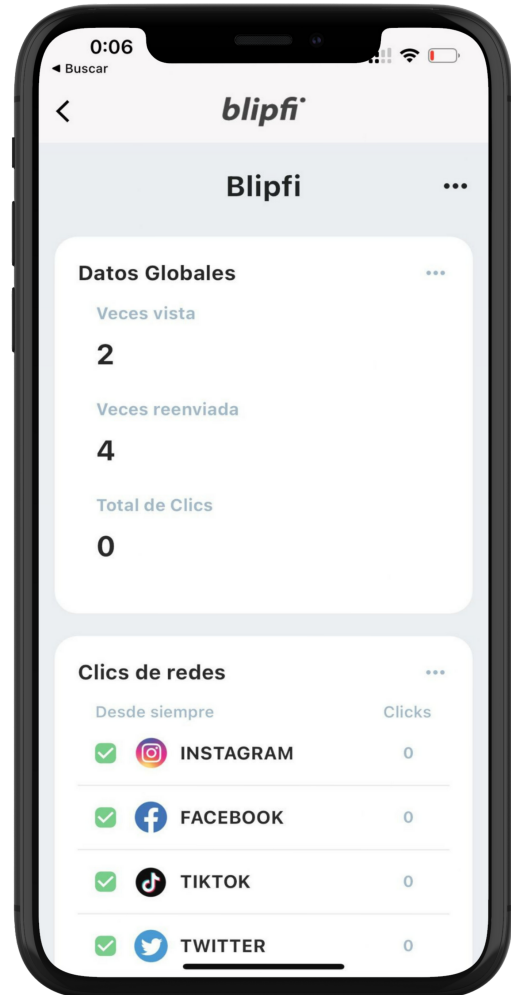 0:06
Buscar
blipfi
Blipfi
Datos Globales
Veces vista
2
Veces reenviada
4
Total de Clics
0
Clics de redes
Desde siempre Clicks
INSTAGRAM 0
FACEBOOK 0
TIKTOK 0
TWITTER 0